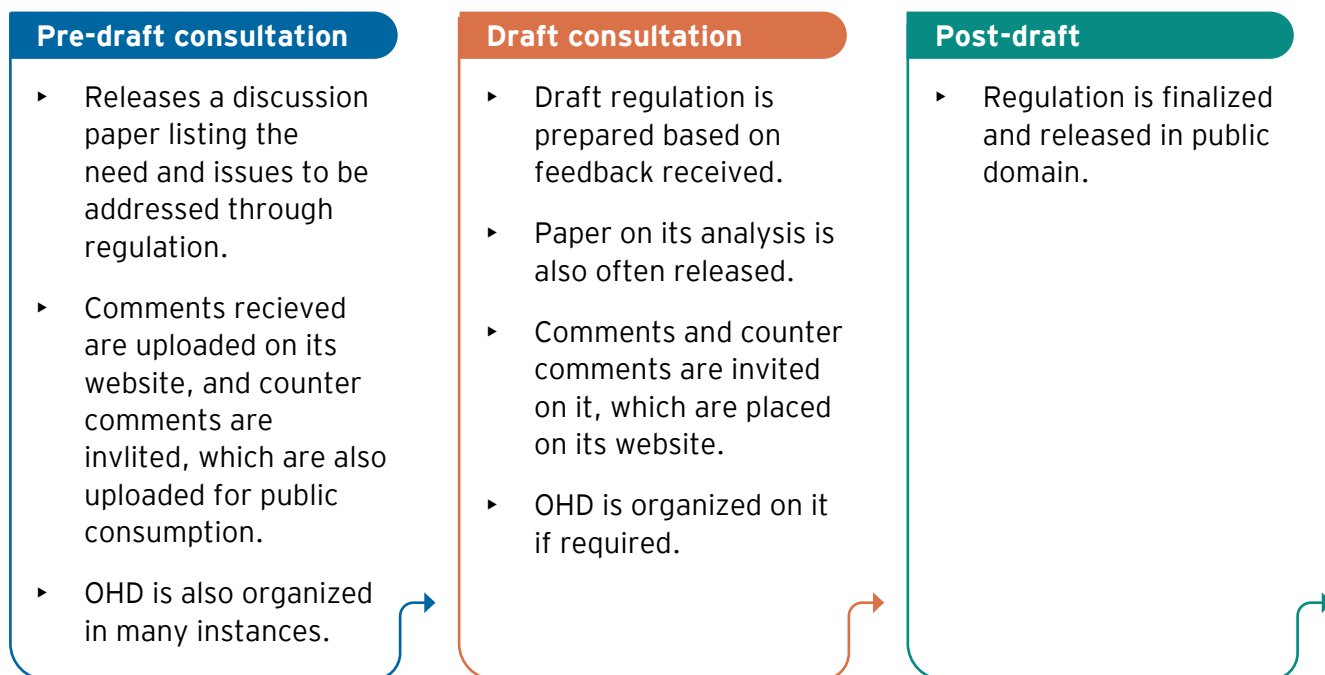 Pre-draft consultation
‣ Releases a discussion
paper listing the
need and issues to be
addressed through
regulation.
‣ Comments recieved
are uploaded on its
website, and counter
comments are
invlited, which are also
uploaded for public
consumption.
‣ OHD is also organized
in many instances.
Draft consultation
‣ Draft regulation is
prepared based on
feedback received.
‣ Paper on its analysis is
also often released.
‣ Comments and counter
comments are invited
on it, which are placed
on its website.
‣ OHD is organized on it
if required.
Post-draft
‣ Regulation is finalized
and released in public
domain.